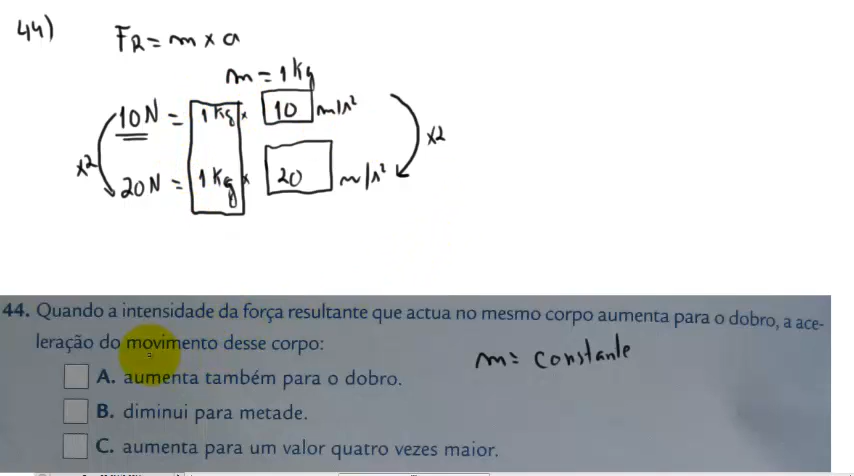 44)
FR = m x a
m = 1 Kg
10N = 1 Kg x 10 m/s²
x2
x2
20N = 1 Kg x 20 m/s²
44. Quando a intensidade da força resultante que actua no mesmo corpo aumenta para o dobro, a ace-
leração do movimento desse corpo:
m = constante
A. aumenta também para o dobro.
B. diminui para metade.
C. aumenta para um valor quatro vezes maior.